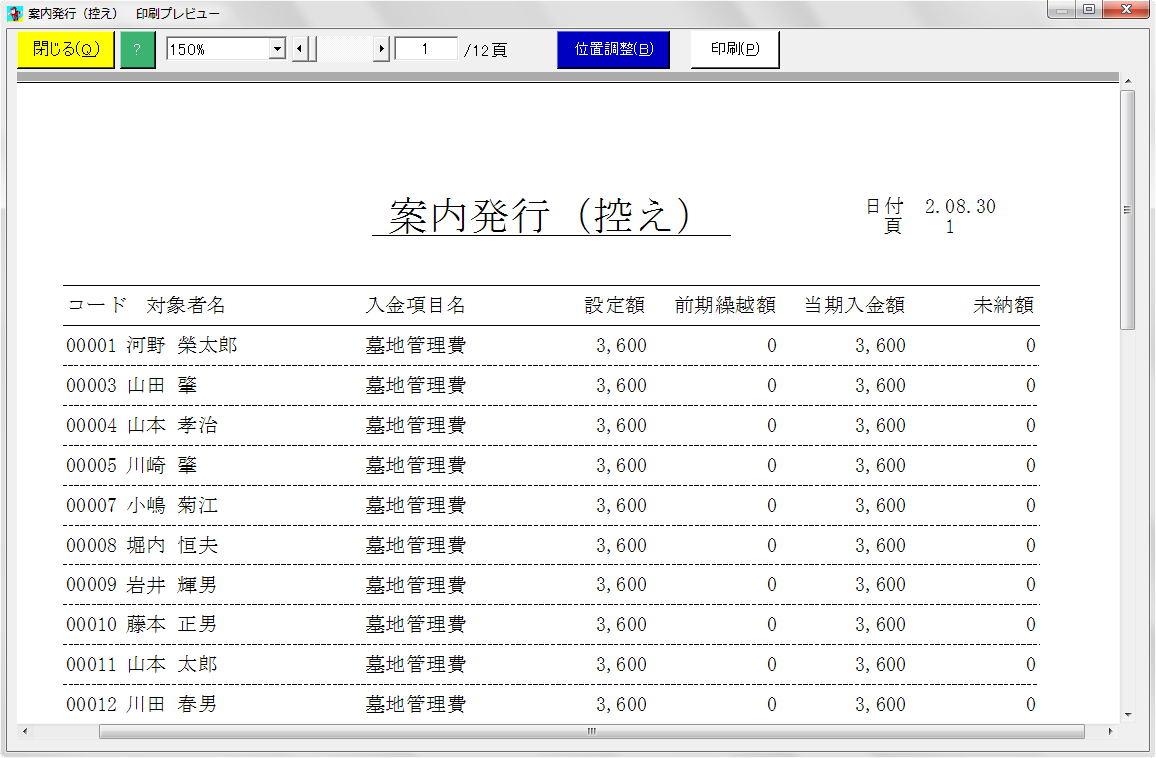 案内発行（控え）　印刷プレビュー
閉じる(Q) ? 150% 1 /12頁 位置調整(B) 印刷(P)
案内発行（控え） 日付 2.08.30
頁 1
コード 対象者名 入金項目名 設定額 前期繰越額 当期入金額 未納額
00001 河野 榮太郎 墓地管理費 3,600 0 3,600 0
00003 山田 肇 墓地管理費 3,600 0 3,600 0
00004 山本 孝治 墓地管理費 3,600 0 3,600 0
00005 川崎 肇 墓地管理費 3,600 0 3,600 0
00007 小嶋 菊江 墓地管理費 3,600 0 3,600 0
00008 堀内 恒夫 墓地管理費 3,600 0 3,600 0
00009 岩井 輝男 墓地管理費 3,600 0 3,600 0
00010 藤本 正男 墓地管理費 3,600 0 3,600 0
00011 山本 太郎 墓地管理費 3,600 0 3,600 0
00012 川田 春男 墓地管理費 3,600 0 3,600 0